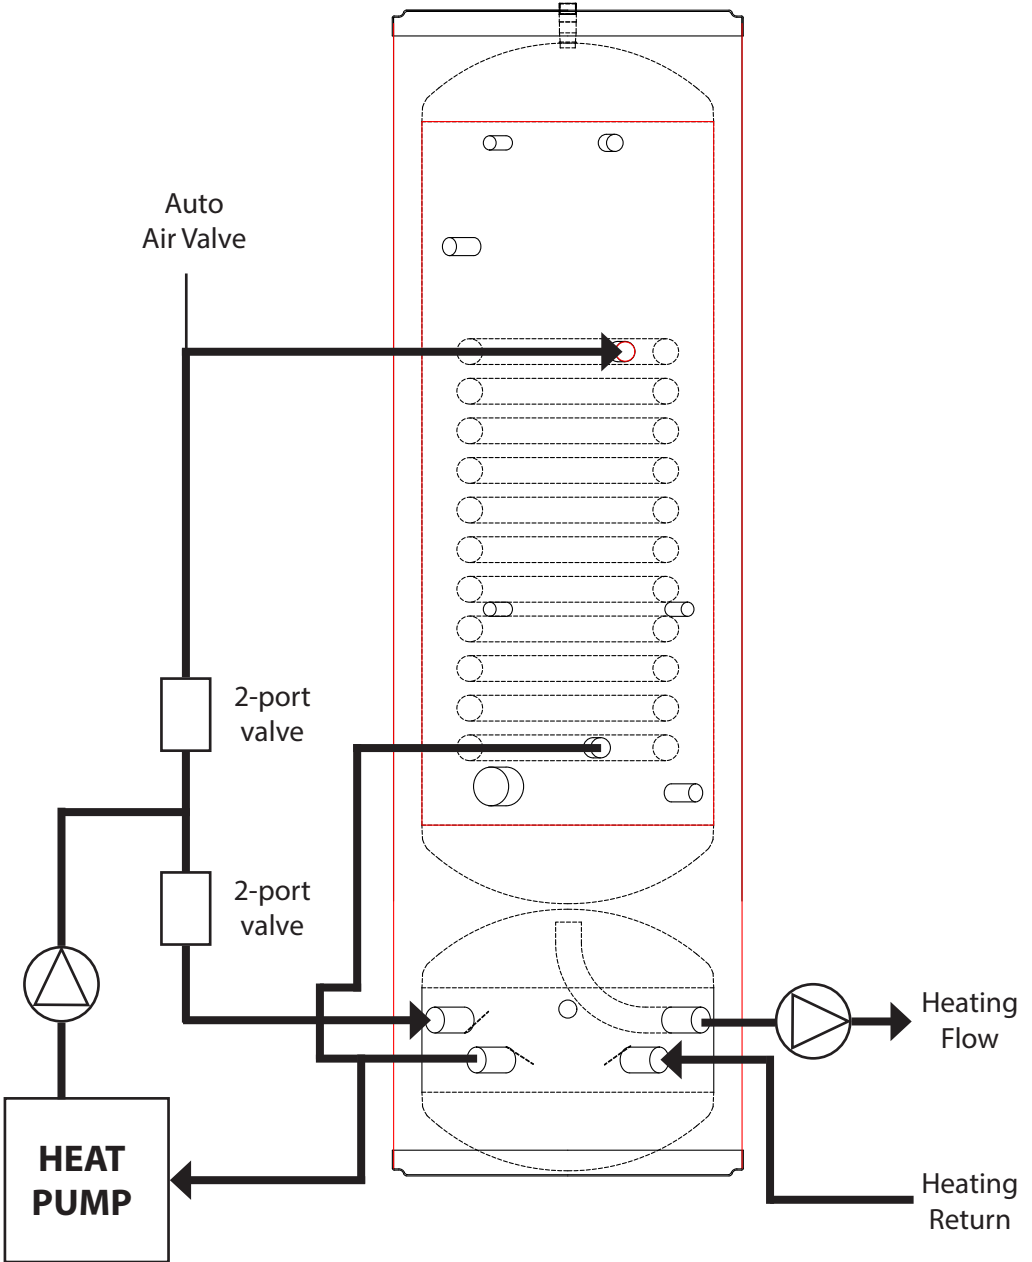 Auto
Air Valve
2-port
valve
2-port
valve
Heating
Flow
HEAT
PUMP
Heating
Return